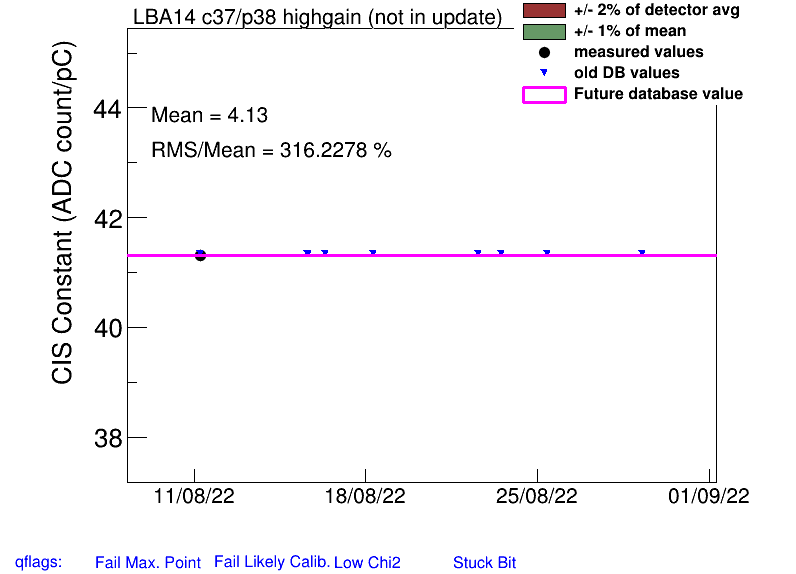 LBA14 c37/p38 highgain (not in update)
+/- 2% of detector avg
+/- 1% of mean
measured values
old DB values
Future database value
Mean = 4.13
RMS/Mean = 316.2278 %
CIS Constant (ADC count/pC)
44
42
40
38
11/08/22 18/08/22 25/08/22 01/09/22
qflags: Fail Max. Point Fail Likely Calib. Low Chi2 Stuck Bit